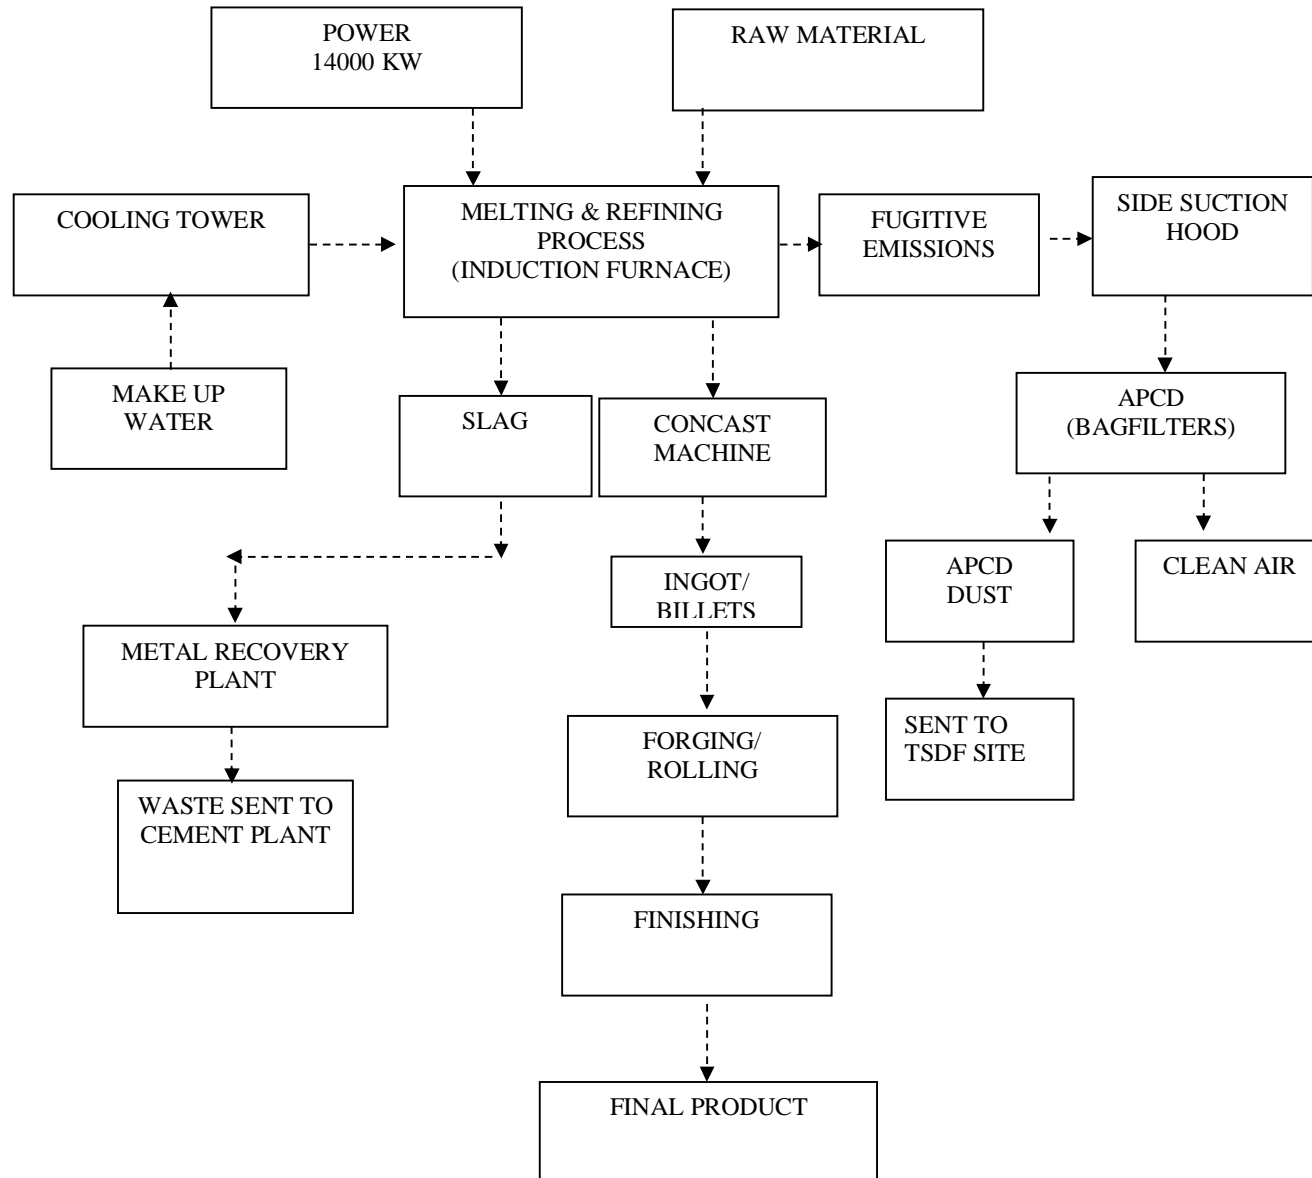 POWER
14000 KW
RAW MATERIAL
COOLING TOWER
MELTING & REFINING
PROCESS
(INDUCTION FURNACE)
FUGITIVE
EMISSIONS
SIDE SUCTION
HOOD
MAKE UP
WATER
SLAG
CONCAST
MACHINE
APCD
(BAGFILTERS)
INGOT/
BILLETS
APCD
DUST
CLEAN AIR
METAL RECOVERY
PLANT
FORGING/
ROLLING
SENT TO
TSDF SITE
WASTE SENT TO
CEMENT PLANT
FINISHING
FINAL PRODUCT